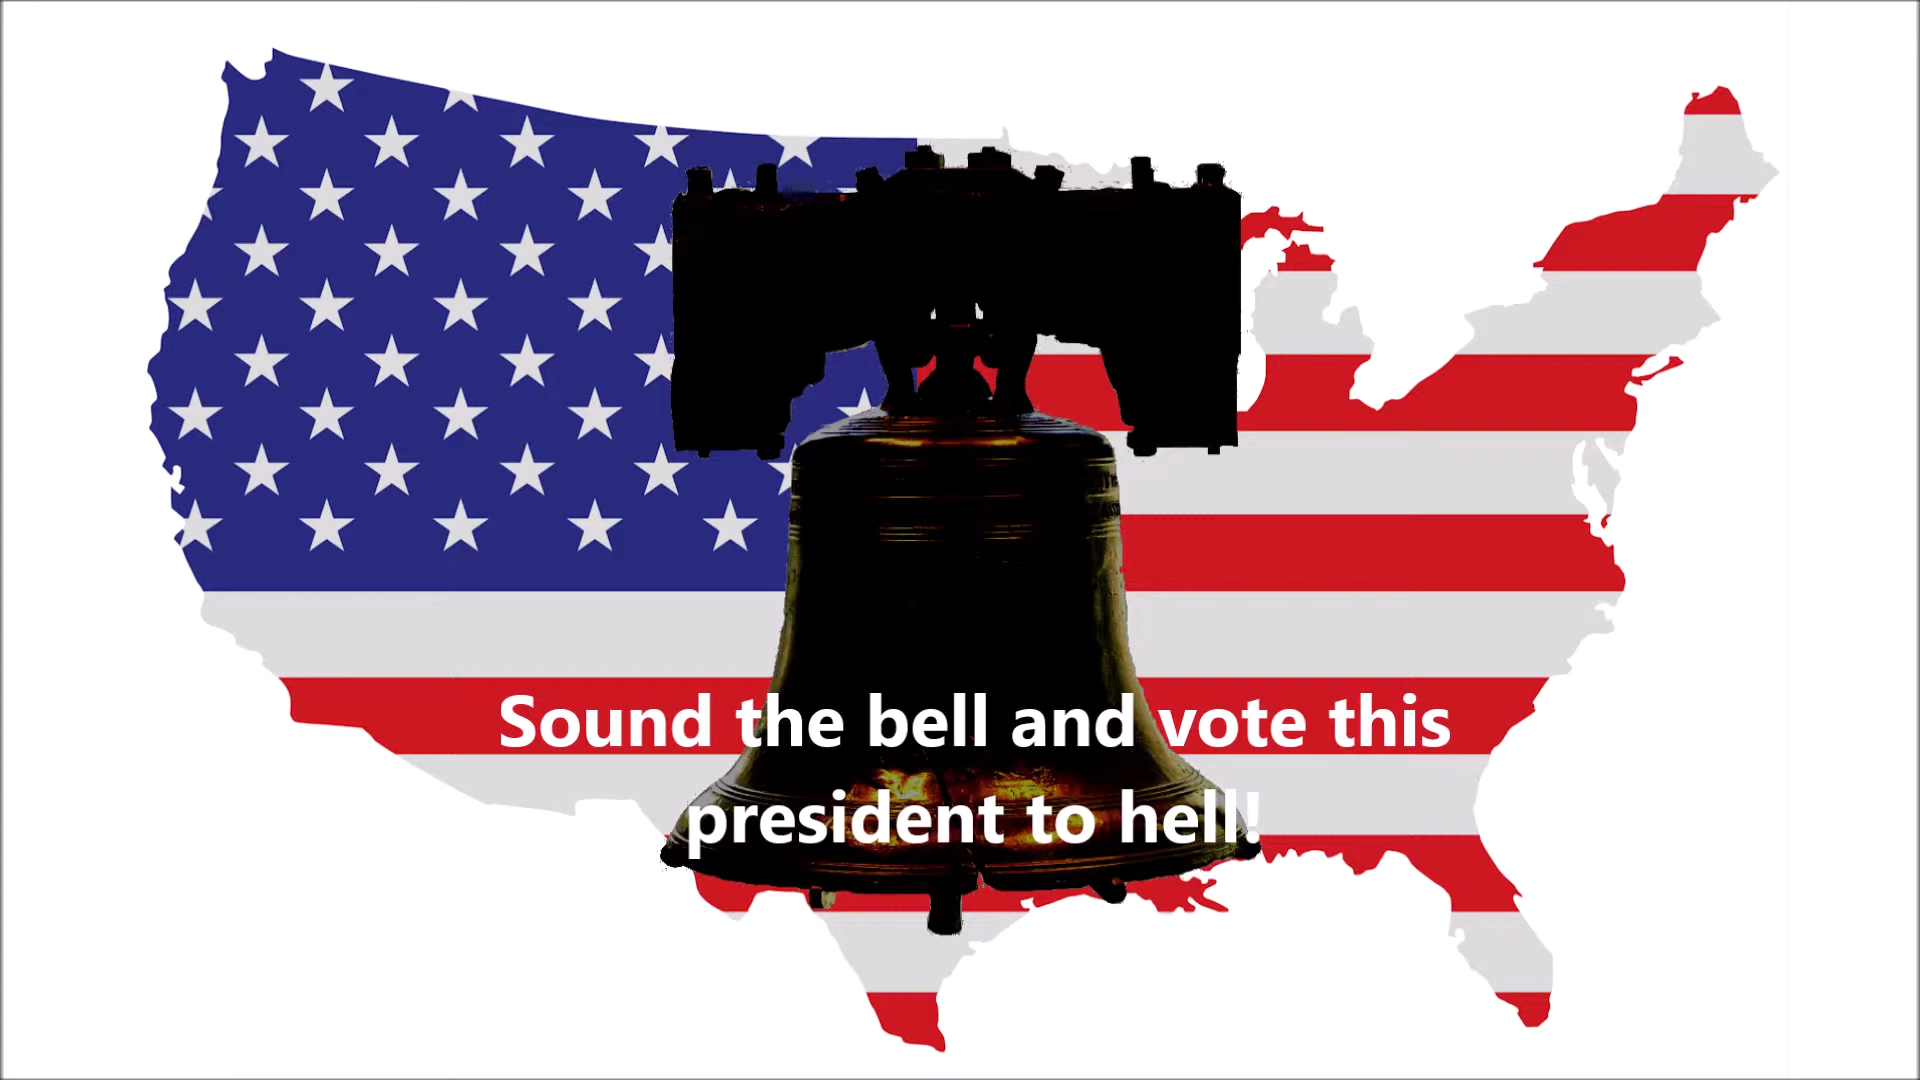 Sound the bell and vote this
president to hell!